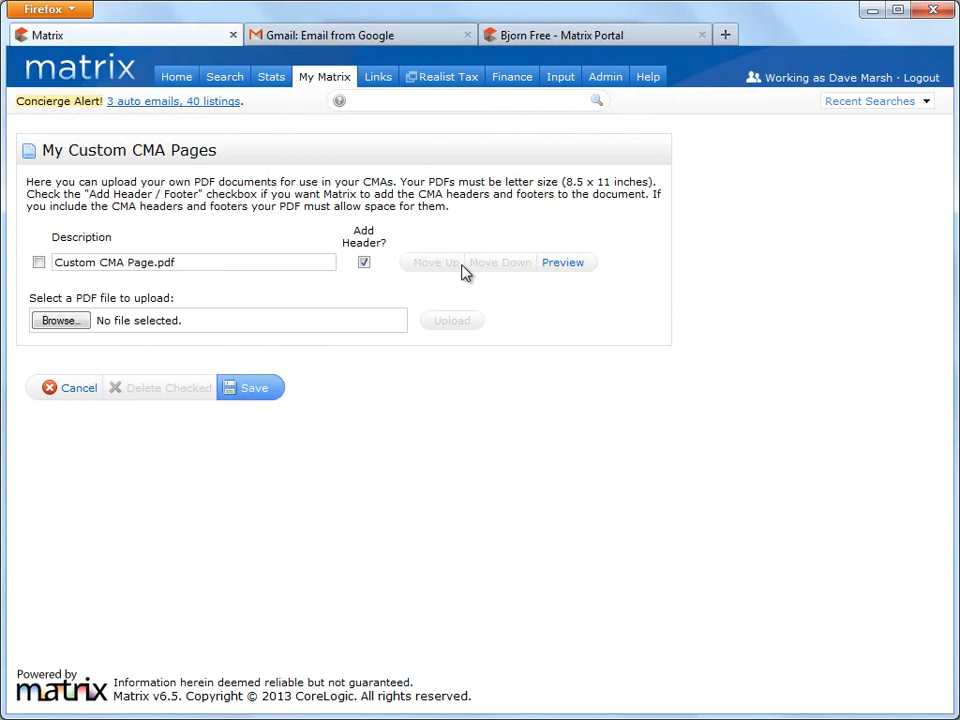 Firefox
Matrix
Gmail: Email from Google
Bjorn Free - Matrix Portal
matrix
Home
Search
Stats
My Matrix
Links
Realist Tax
Finance
Input
Admin
Help
Working as Dave Marsh · Logout
Concierge Alert! 3 auto emails, 40 listings.
Recent Searches
My Custom CMA Pages
Here you can upload your own PDF documents for use in your CMAs. Your PDFs must be letter size (8.5 x 11 inches).
Check the "Add Header / Footer" checkbox if you want Matrix to add the CMA headers and footers to the document. If
you include the CMA headers and footers your PDF must allow space for them.
Description
Add
Header?
Custom CMA Page.pdf
Move Up
Move Down
Preview
Select a PDF file to upload:
Browse... No file selected.
Upload
Cancel
Delete Checked
Save
Powered by
matrix
Information herein deemed reliable but not guaranteed.
Matrix v6.5. Copyright © 2013 CoreLogic. All rights reserved.